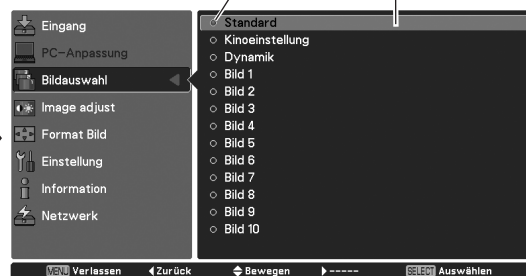 Eingang
PC-Anpassung
Bildauswahl
Image adjust
Format Bild
Einstellung
Information
Netzwerk
Standard
Kinoeinstellung
Dynamik
Bild 1
Bild 2
Bild 3
Bild 4
Bild 5
Bild 6
Bild 7
Bild 8
Bild 9
Bild 10
MENU Verlassen ◀Zurück Bewegen ▶----- SELECT Auswählen